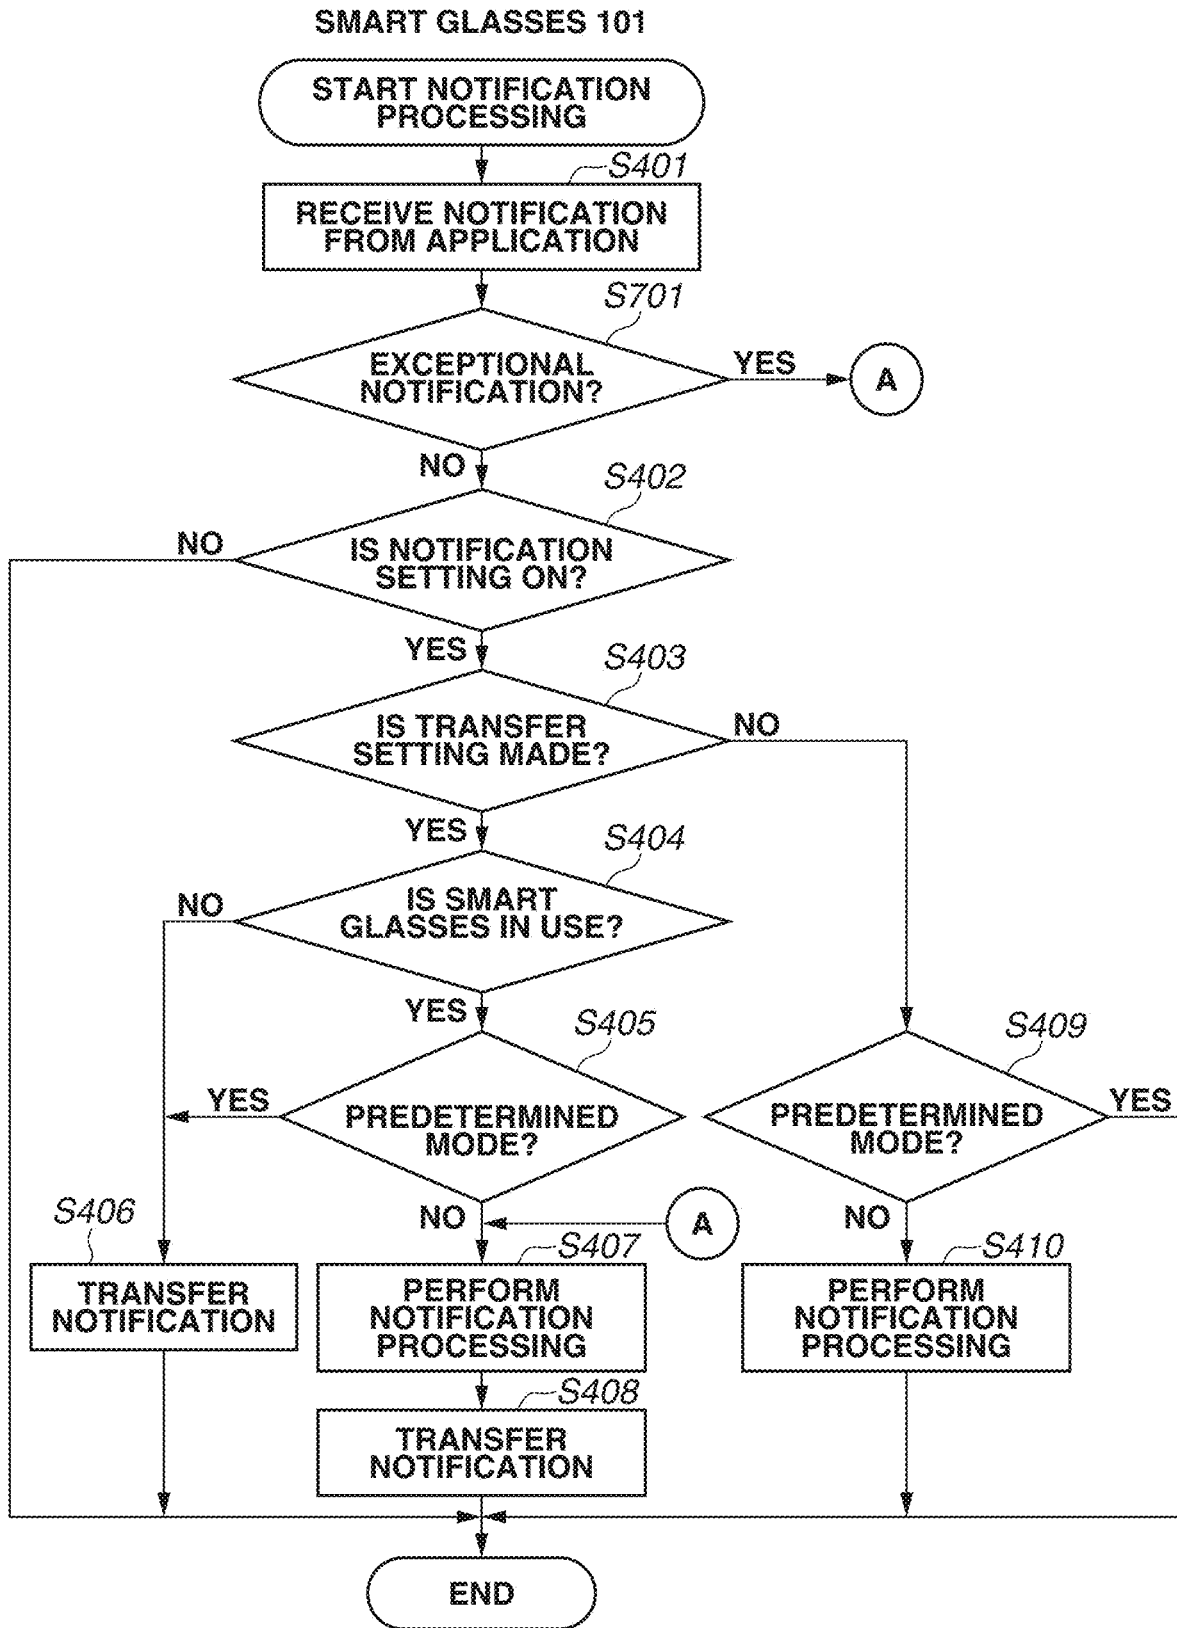 SMART GLASSES 101
START NOTIFICATION
PROCESSING
S401
RECEIVE NOTIFICATION
FROM APPLICATION
S701
EXCEPTIONAL
NOTIFICATION?
YES
A
NO
S402
NO
IS NOTIFICATION
SETTING ON?
YES
S403
IS TRANSFER
SETTING MADE?
NO
YES
S404
NO
IS SMART
GLASSES IN USE?
YES
S405
S409
YES
PREDETERMINED
MODE?
PREDETERMINED
MODE?
YES
S406
NO
A
NO
S407
S410
TRANSFER
NOTIFICATION
PERFORM
NOTIFICATION
PROCESSING
PERFORM
NOTIFICATION
PROCESSING
S408
TRANSFER
NOTIFICATION
END